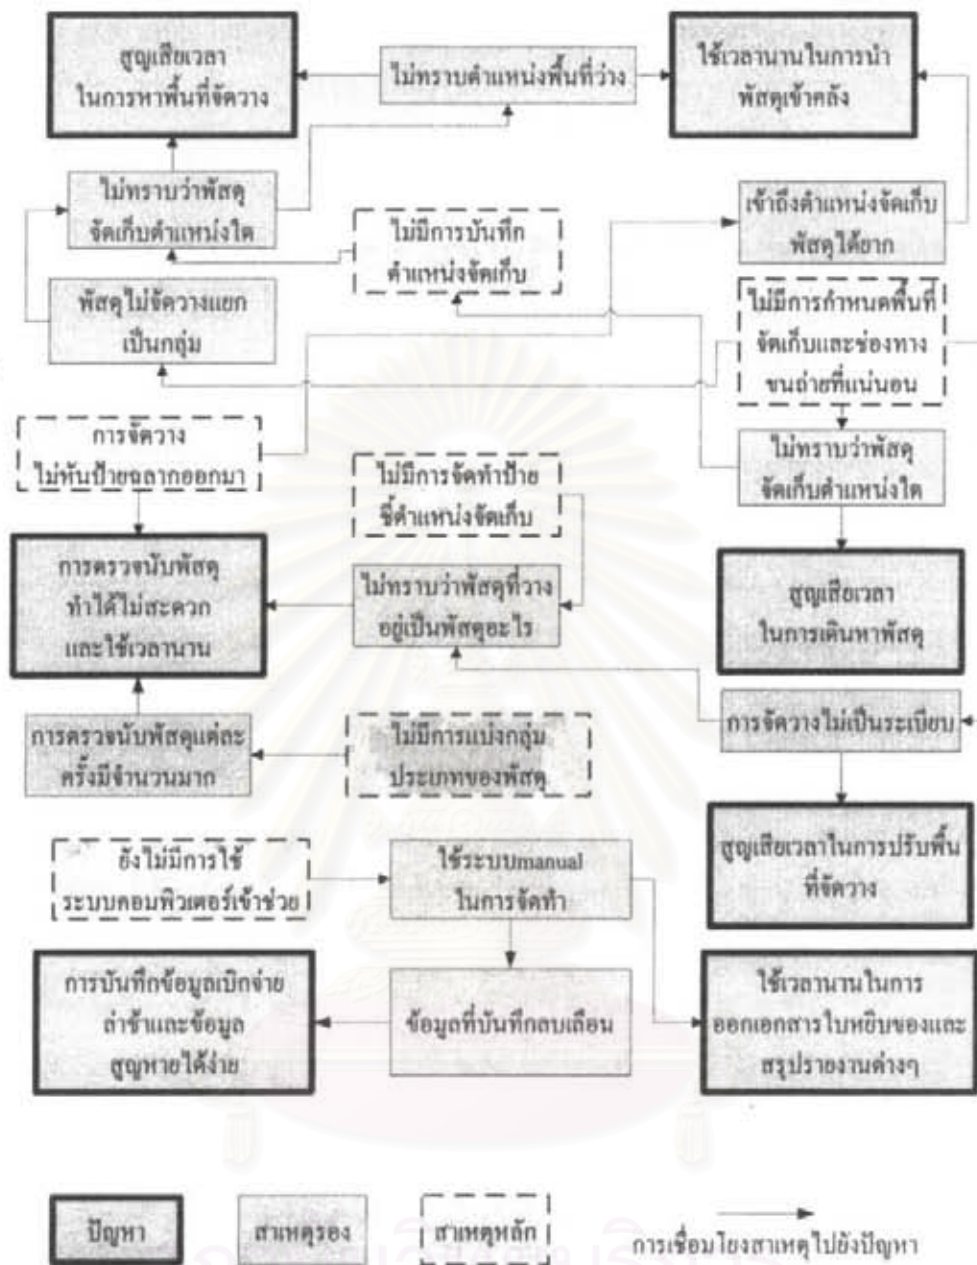 สูญเสียเวลา
ในการหาพื้นที่จัดวาง
ไม่ทราบตำแหน่งพื้นที่ว่าง
ใช้เวลานานในการนำ
พัสดุเข้าคลัง
ไม่ทราบว่าพัสดุ
จัดเก็บตำแหน่งใด
ไม่มีการบันทึก
ตำแหน่งจัดเก็บ
เข้าถึงตำแหน่งจัดเก็บ
พัสดุได้ยาก
พัสดุไม่จัดวางแยก
เป็นกลุ่ม
ไม่มีการกำหนดพื้นที่
จัดเก็บและช่องทาง
ขนถ่ายที่แน่นอน
การจัดวาง
ไม่หันป้ายฉลากออกมา
ไม่มีการจัดทำป้าย
ชี้ตำแหน่งจัดเก็บ
ไม่ทราบว่าพัสดุ
จัดเก็บตำแหน่งใด
การตรวจนับพัสดุ
ทำได้ไม่สะดวก
และใช้เวลานาน
ไม่ทราบว่าพัสดุที่วาง
อยู่เป็นพัสดุอะไร
สูญเสียเวลา
ในการเดินหาพัสดุ
การตรวจนับพัสดุแต่ละ
ครั้งมีจำนวนมาก
ไม่มีการแบ่งกลุ่ม
ประเภทของพัสดุ
การจัดวางไม่เป็นระเบียบ
ยังไม่มีการใช้
ระบบคอมพิวเตอร์เข้าช่วย
ใช้ระบบmanual
ในการจัดทำ
สูญเสียเวลาในการปรับพื้น
ที่จัดวาง
การบันทึกข้อมูลเบิกจ่าย
ล่าช้าและข้อมูล
สูญหายได้ง่าย
ข้อมูลที่บันทึกลบเลือน
ใช้เวลานานในการ
ออกเอกสารใบหยิบของและ
สรุปรายงานต่างๆ
ปัญหา
สาเหตุรอง
สาเหตุหลัก
การเชื่อมโยงสาเหตุไปยังปัญหา